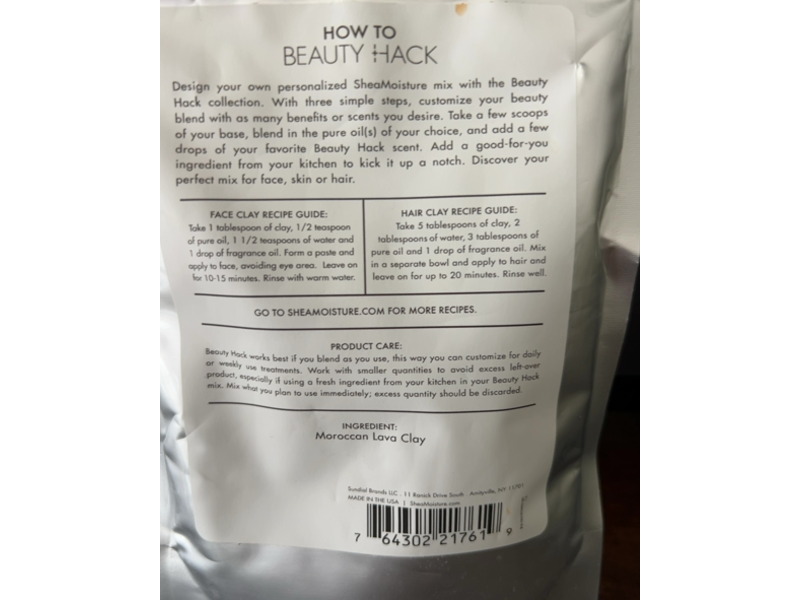 HOW TO
BEAUTY HACK
Design your own personalized SheaMoisture mix with the Beauty
Hack collection. With three simple steps, customize your beauty
blend with as many benefits or scents you desire. Take a few scoops
of your base, blend in the pure oil(s) of your choice, and add a few
drops of your favorite Beauty Hack scent. Add a good-for-you
ingredient from your kitchen to kick it up a notch. Discover your
perfect mix for face, skin or hair.
FACE CLAY RECIPE GUIDE:
Take 1 tablespoon of clay, 1/2 teaspoon
of pure oil, 1 1/2 teaspoons of water and
1 drop of fragrance oil. Form a paste and
apply to face, avoiding eye area. Leave on
for 10-15 minutes. Rinse with warm water.
HAIR CLAY RECIPE GUIDE:
Take 5 tablespoons of clay, 2
tablespoons of water, 3 tablespoons of
pure oil and 1 drop of fragrance oil. Mix
in a separate bowl and apply to hair and
leave on for up to 20 minutes. Rinse well.
GO TO SHEAMOISTURE.COM FOR MORE RECIPES.
PRODUCT CARE:
Beauty Hack works best if you blend as you use, this way you can customize for daily
or weekly use treatments. Work with smaller quantities to avoid excess left-over
product, especially if using a fresh ingredient from your kitchen in your Beauty Hack
mix. Mix what you plan to use immediately; excess quantity should be discarded.
INGREDIENT:
Moroccan Lava Clay
Sundial Brands LLC . 11 Ranick Drive South . Amityville, NY 11701
MADE IN THE USA | SheaMoisture.com
7 64302 21761 9